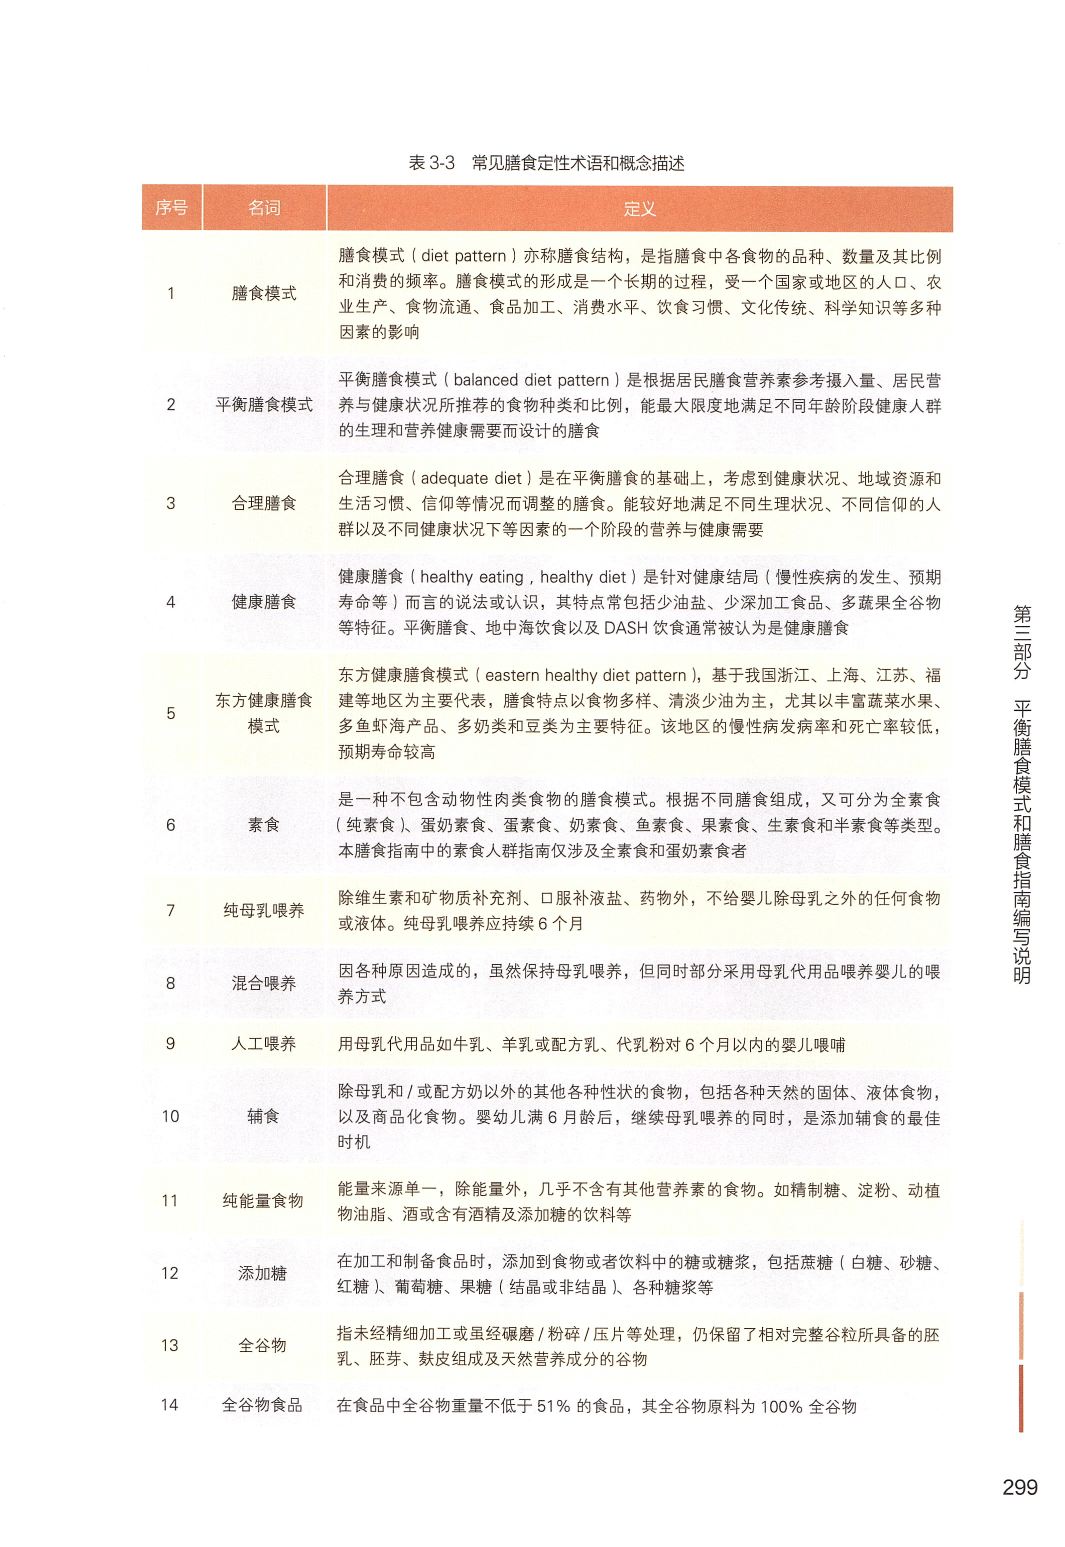 表 3-3　常见膳食定性术语和概念描述
序号　名词　定义
1　膳食模式
膳食模式（diet pattern）亦称膳食结构，是指膳食中各食物的品种、数量及其比例
和消费的频率。膳食模式的形成是一个长期的过程，受一个国家或地区的人口、农
业生产、食物流通、食品加工、消费水平、饮食习惯、文化传统、科学知识等多种
因素的影响
2　平衡膳食模式
平衡膳食模式（balanced diet pattern）是根据居民膳食营养素参考摄入量、居民营
养与健康状况所推荐的食物种类和比例，能最大限度地满足不同年龄阶段健康人群
的生理和营养健康需要而设计的膳食
3　合理膳食
合理膳食（adequate diet）是在平衡膳食的基础上，考虑到健康状况、地域资源和
生活习惯、信仰等情况而调整的膳食。能较好地满足不同生理状况、不同信仰的人
群以及不同健康状况下等因素的一个阶段的营养与健康需要
4　健康膳食
健康膳食（healthy eating，healthy diet）是针对健康结局（慢性疾病的发生、预期
寿命等）而言的说法或认识，其特点常包括少油盐、少深加工食品、多蔬果全谷物
等特征。平衡膳食、地中海饮食以及 DASH 饮食通常被认为是健康膳食
5　东方健康膳食
模式
东方健康膳食模式（eastern healthy diet pattern），基于我国浙江、上海、江苏、福
建等地区为主要代表，膳食特点以食物多样、清淡少油为主，尤其以丰富蔬菜水果、
多鱼虾海产品、多奶类和豆类为主要特征。该地区的慢性病发病率和死亡率较低，
预期寿命较高
6　素食
是一种不包含动物性肉类食物的膳食模式。根据不同膳食组成，又可分为全素食
（纯素食）、蛋奶素食、蛋素食、奶素食、鱼素食、果素食、生素食和半素食等类型。
本膳食指南中的素食人群指南仅涉及全素食和蛋奶素食者
7　纯母乳喂养
除维生素和矿物质补充剂、口服补液盐、药物外，不给婴儿除母乳之外的任何食物
或液体。纯母乳喂养应持续 6 个月
8　混合喂养
因各种原因造成的，虽然保持母乳喂养，但同时部分采用母乳代用品喂养婴儿的喂
养方式
9　人工喂养
用母乳代用品如牛乳、羊乳或配方乳、代乳粉对 6 个月以内的婴儿喂哺
10　辅食
除母乳和 / 或配方奶以外的其他各种性状的食物，包括各种天然的固体、液体食物，
以及商品化食物。婴幼儿满 6 月龄后，继续母乳喂养的同时，是添加辅食的最佳
时机
11　纯能量食物
能量来源单一，除能量外，几乎不含有其他营养素的食物。如精制糖、淀粉、动植
物油脂、酒或含有酒精及添加糖的饮料等
12　添加糖
在加工和制备食品时，添加到食物或者饮料中的糖或糖浆，包括蔗糖（白糖、砂糖、
红糖）、葡萄糖、果糖（结晶或非结晶）、各种糖浆等
13　全谷物
指未经精细加工或虽经碾磨 / 粉碎 / 压片等处理，仍保留了相对完整谷粒所具备的胚
乳、胚芽、麸皮组成及天然营养成分的谷物
14　全谷物食品
在食品中全谷物重量不低于 51% 的食品，其全谷物原料为 100% 全谷物
第三部分　平衡膳食模式和膳食指南编写说明
299